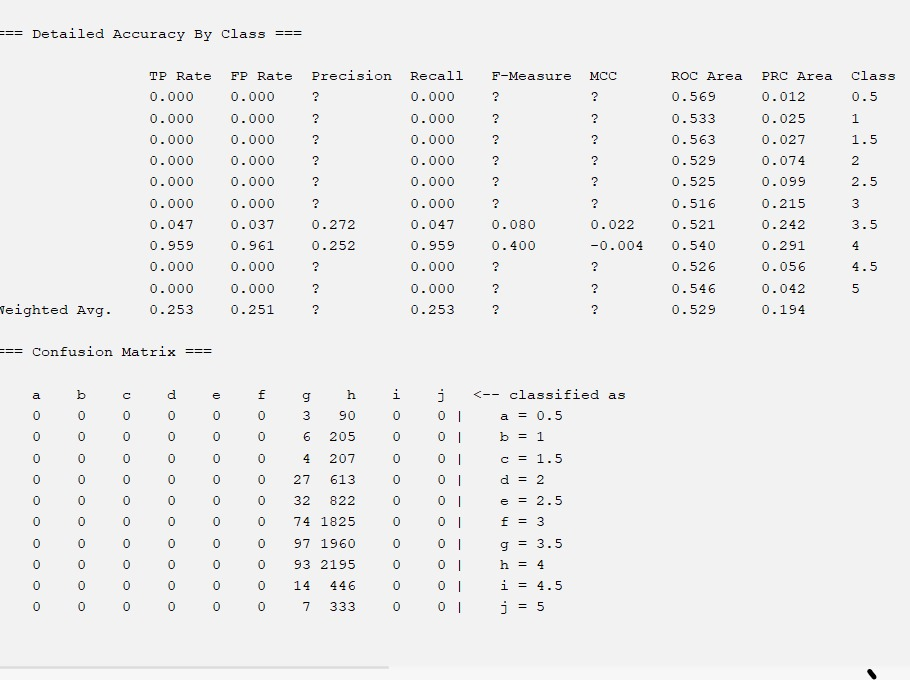 === Detailed Accuracy By Class ===
TP Rate FP Rate Precision Recall F-Measure MCC ROC Area PRC Area Class
0.000 0.000 ? 0.000 ? ? 0.569 0.012 0.5
0.000 0.000 ? 0.000 ? ? 0.533 0.025 1
0.000 0.000 ? 0.000 ? ? 0.563 0.027 1.5
0.000 0.000 ? 0.000 ? ? 0.529 0.074 2
0.000 0.000 ? 0.000 ? ? 0.525 0.099 2.5
0.000 0.000 ? 0.000 ? ? 0.516 0.215 3
0.047 0.037 0.272 0.047 0.080 0.022 0.521 0.242 3.5
0.959 0.961 0.252 0.959 0.400 -0.004 0.540 0.291 4
0.000 0.000 ? 0.000 ? ? 0.526 0.056 4.5
0.000 0.000 ? 0.000 ? ? 0.546 0.042 5
Weighted Avg. 0.253 0.251 ? 0.253 ? ? 0.529 0.194
=== Confusion Matrix ===
a b c d e f g h i j <-- classified as
0 0 0 0 0 0 3 90 0 0 | a = 0.5
0 0 0 0 0 0 6 205 0 0 | b = 1
0 0 0 0 0 0 4 207 0 0 | c = 1.5
0 0 0 0 0 0 27 613 0 0 | d = 2
0 0 0 0 0 0 32 822 0 0 | e = 2.5
0 0 0 0 0 0 74 1825 0 0 | f = 3
0 0 0 0 0 0 97 1960 0 0 | g = 3.5
0 0 0 0 0 0 93 2195 0 0 | h = 4
0 0 0 0 0 0 14 446 0 0 | i = 4.5
0 0 0 0 0 0 7 333 0 0 | j = 5